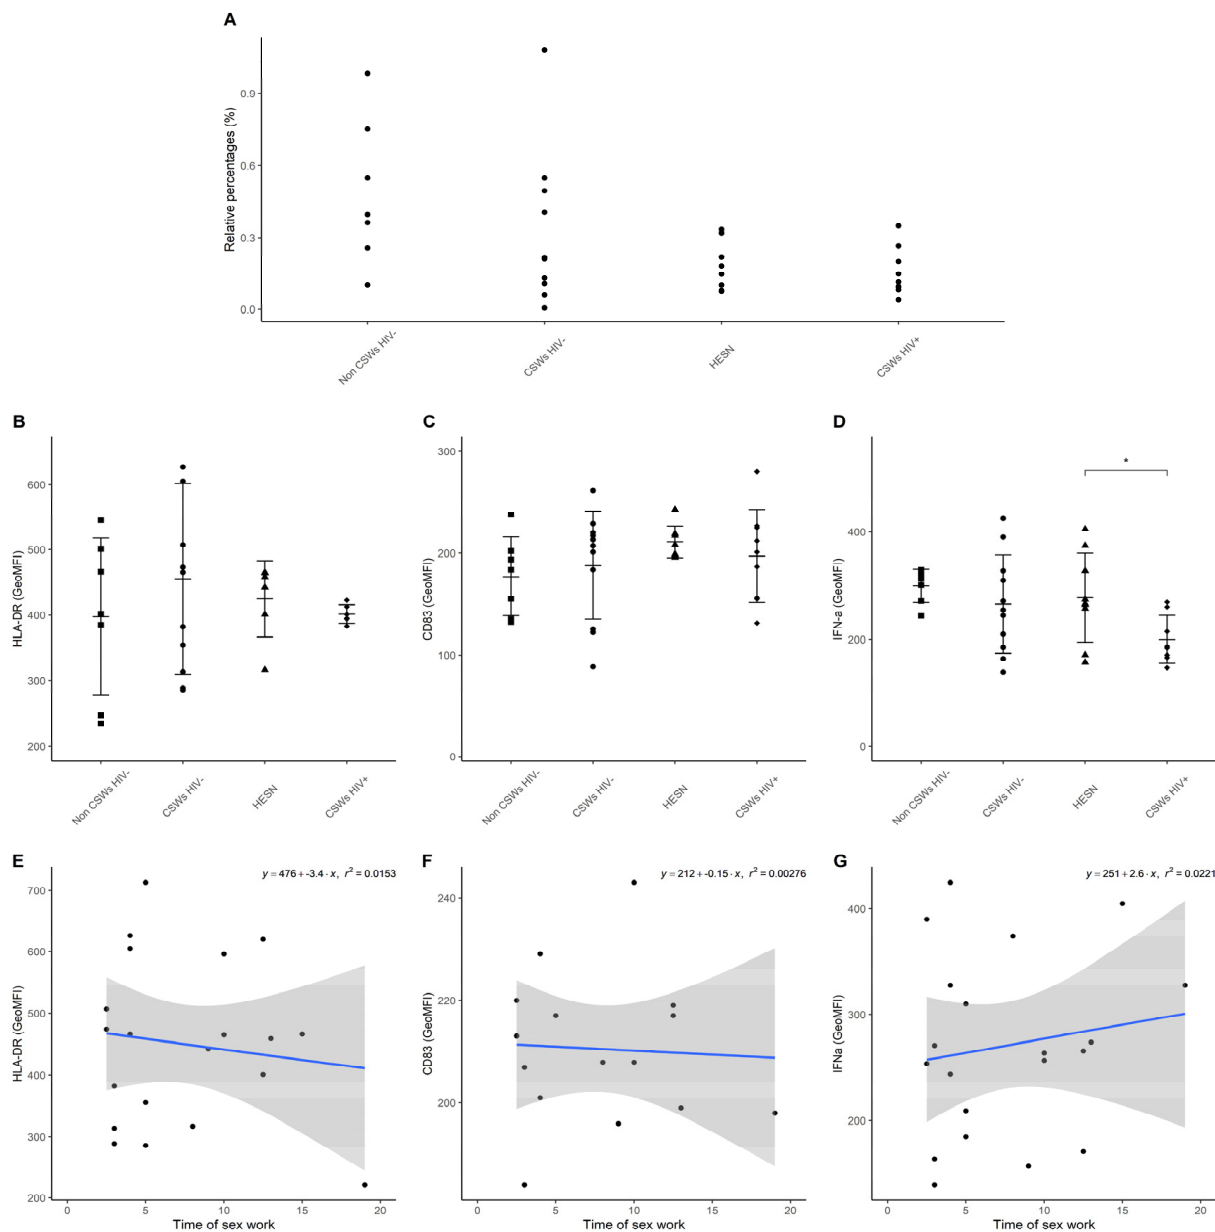 A
Relative percentages (%)
0.9
0.6
0.3
0.0
Non CSWs HIV-
CSWs HIV-
HESN
CSWs HIV+
B
HLA-DR (GeoMFI)
600
500
400
300
200
Non CSWs HIV-
CSWs HIV-
HESN
CSWs HIV+
C
CD83 (GeoMFI)
300
200
100
0
Non CSWs HIV-
CSWs HIV-
HESN
CSWs HIV+
D
*
IFN-a (GeoMFI)
400
200
0
Non CSWs HIV-
CSWs HIV-
HESN
CSWs HIV+
E
y = 476 + -3.4 · x, r² = 0.0153
HLA-DR (GeoMFI)
700
600
500
400
300
200
0 5 10 15 20
Time of sex work
F
y = 212 + -0.15 · x, r² = 0.00276
CD83 (GeoMFI)
240
220
200
0 5 10 15 20
Time of sex work
G
y = 251 + 2.6 · x, r² = 0.0221
IFNa (GeoMFI)
400
300
200
0 5 10 15 20
Time of sex work